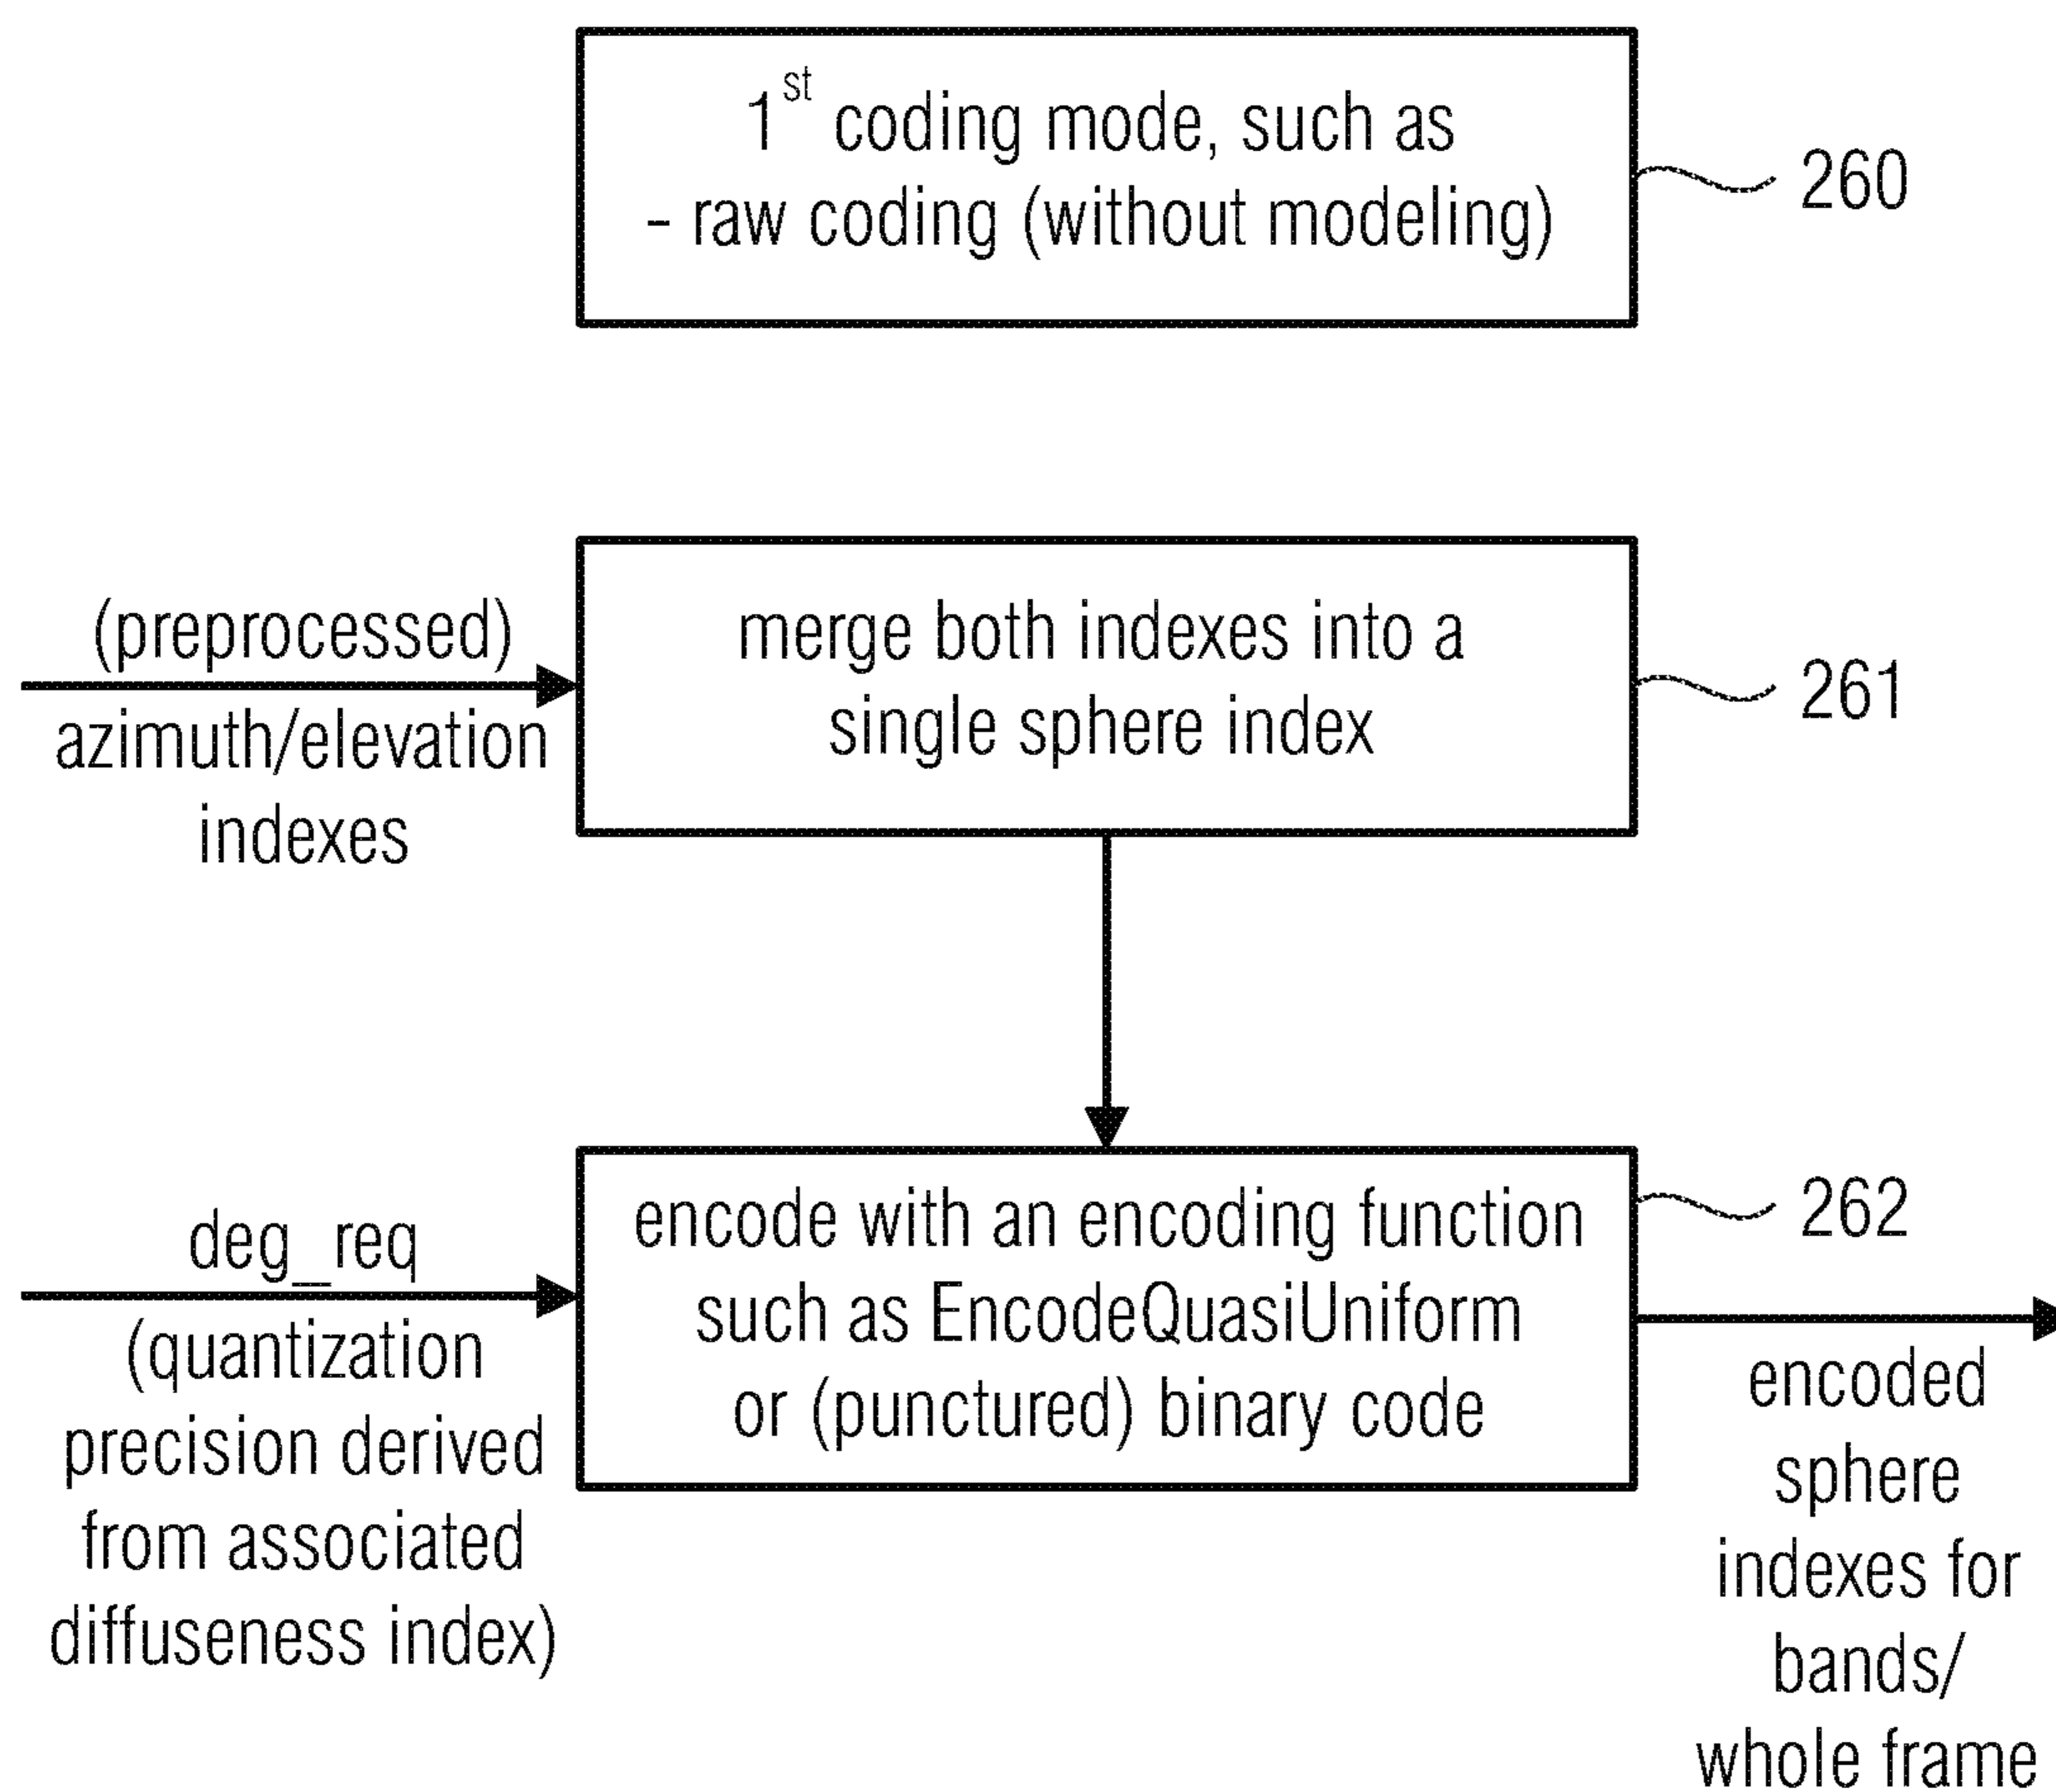 1st coding mode, such as
- raw coding (without modeling)
260
(preprocessed)
azimuth/elevation
indexes
merge both indexes into a
single sphere index
261
deg_req
(quantization
precision derived
from associated
diffuseness index)
encode with an encoding function
such as EncodeQuasiUniform
or (punctured) binary code
262
encoded
sphere
indexes for
bands/
whole frame